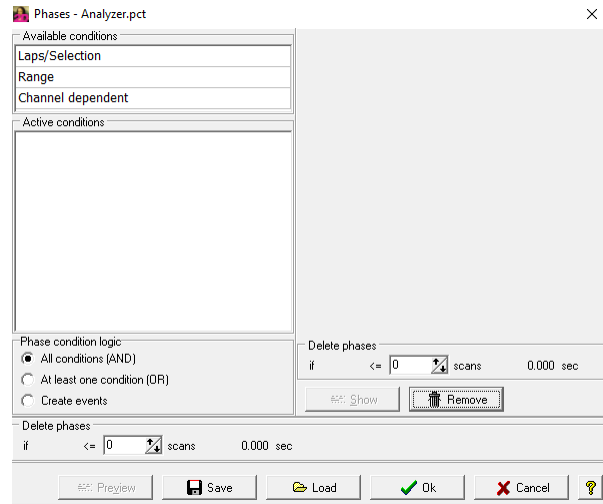 Phases - Analyzer.pct
Available conditions
Laps/Selection
Range
Channel dependent
Active conditions
Phase condition logic
All conditions (AND)
At least one condition (OR)
Create events
Delete phases
if <= 0 scans 0.000 sec
Show Remove
Delete phases
if <= 0 scans 0.000 sec
Preview Save Load Ok Cancel ?